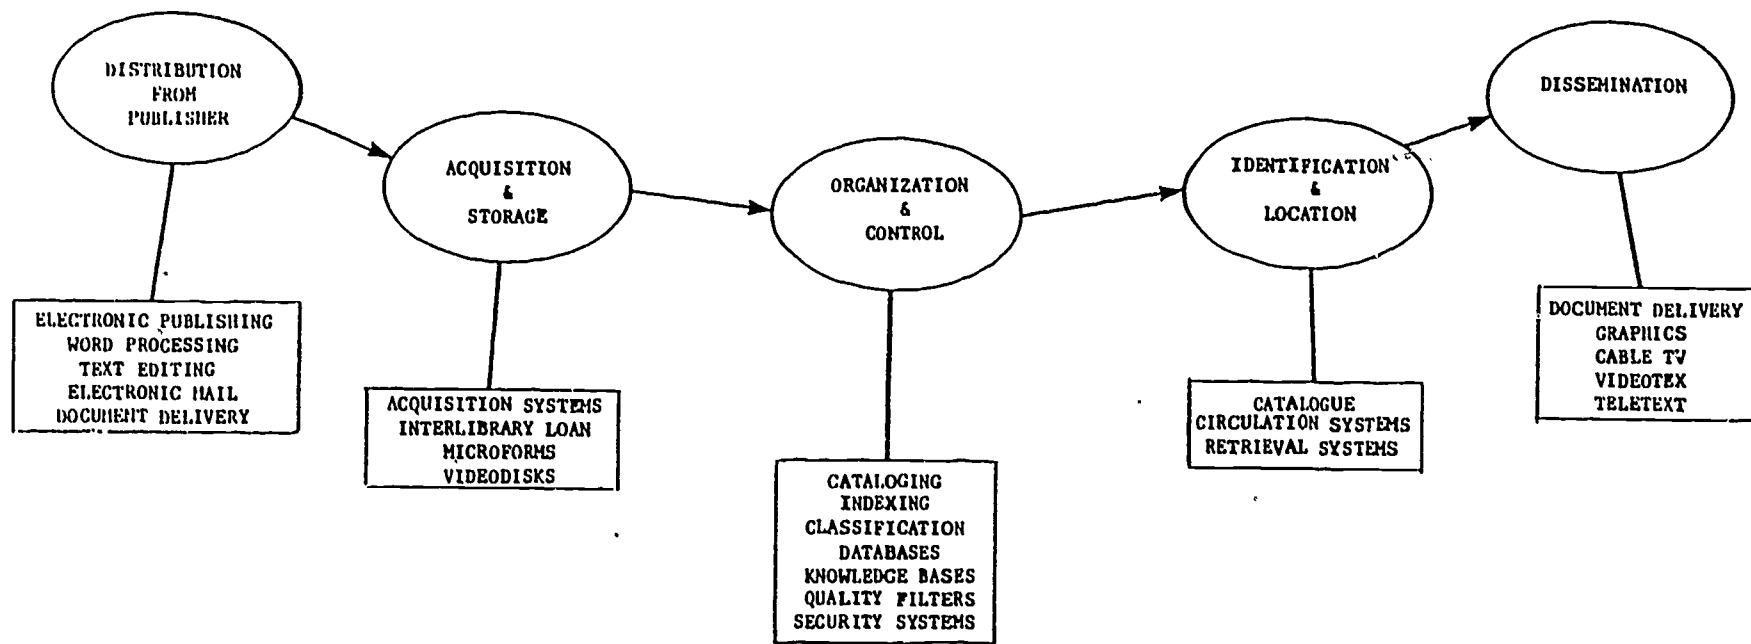 DISTRIBUTION
FROM
PUBLISHER
ELECTRONIC PUBLISHING
WORD PROCESSING
TEXT EDITING
ELECTRONIC MAIL
DOCUMENT DELIVERY
ACQUISITION
&
STORAGE
ACQUISITION SYSTEMS
INTERLIBRARY LOAN
MICROFORMS
VIDEODISKS
ORGANIZATION
&
CONTROL
CATALOGING
INDEXING
CLASSIFICATION
DATABASES
KNOWLEDGE BASES
QUALITY FILTERS
SECURITY SYSTEMS
IDENTIFICATION
&
LOCATION
CATALOGUE
CIRCULATION SYSTEMS
RETRIEVAL SYSTEMS
DISSEMINATION
DOCUMENT DELIVERY
GRAPHICS
CABLE TV
VIDEOTEX
TELETEXT